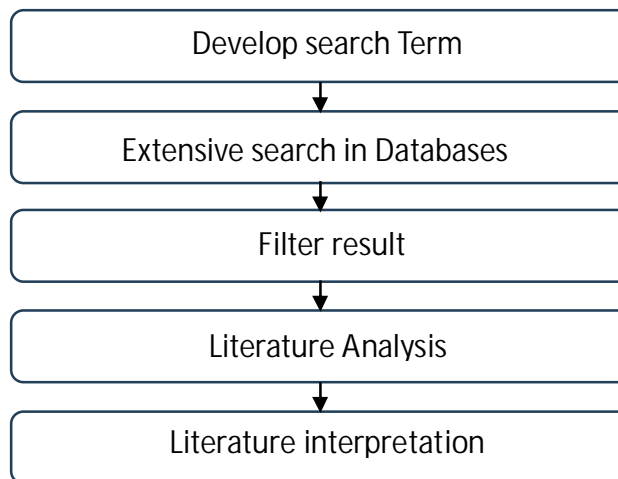 Develop search Term
Extensive search in Databases
Filter result
Literature Analysis
Literature interpretation